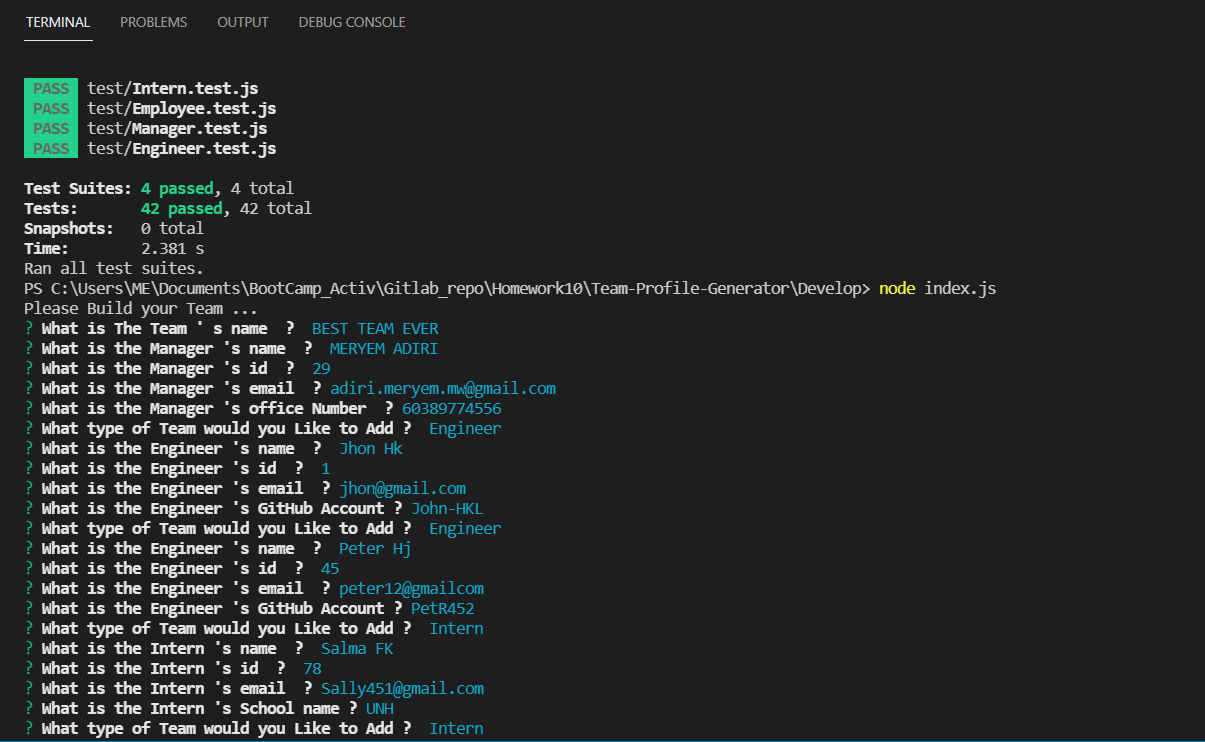 TERMINAL PROBLEMS OUTPUT DEBUG CONSOLE
PASS test/Intern.test.js
PASS test/Employee.test.js
PASS test/Manager.test.js
PASS test/Engineer.test.js
Test Suites: 4 passed, 4 total
Tests: 42 passed, 42 total
Snapshots: 0 total
Time: 2.381 s
Ran all test suites.
PS C:\Users\ME\Documents\BootCamp_Activ\Gitlab_repo\Homework10\Team-Profile-Generator\Develop> node index.js
Please Build your Team ...
? What is The Team ' s name ? BEST TEAM EVER
? What is the Manager 's name ? MERYEM ADIRI
? What is the Manager 's id ? 29
? What is the Manager 's email ? adiri.meryem.mw@gmail.com
? What is the Manager 's office Number ? 60389774556
? What type of Team would you Like to Add ? Engineer
? What is the Engineer 's name ? Jhon Hk
? What is the Engineer 's id ? 1
? What is the Engineer 's email ? jhon@gmail.com
? What is the Engineer 's GitHub Account ? John-HKL
? What type of Team would you Like to Add ? Engineer
? What is the Engineer 's name ? Peter Hj
? What is the Engineer 's id ? 45
? What is the Engineer 's email ? peter12@gmailcom
? What is the Engineer 's GitHub Account ? PetR452
? What type of Team would you Like to Add ? Intern
? What is the Intern 's name ? Salma FK
? What is the Intern 's id ? 78
? What is the Intern 's email ? Sally451@gmail.com
? What is the Intern 's School name ? UNH
? What type of Team would you Like to Add ? Intern